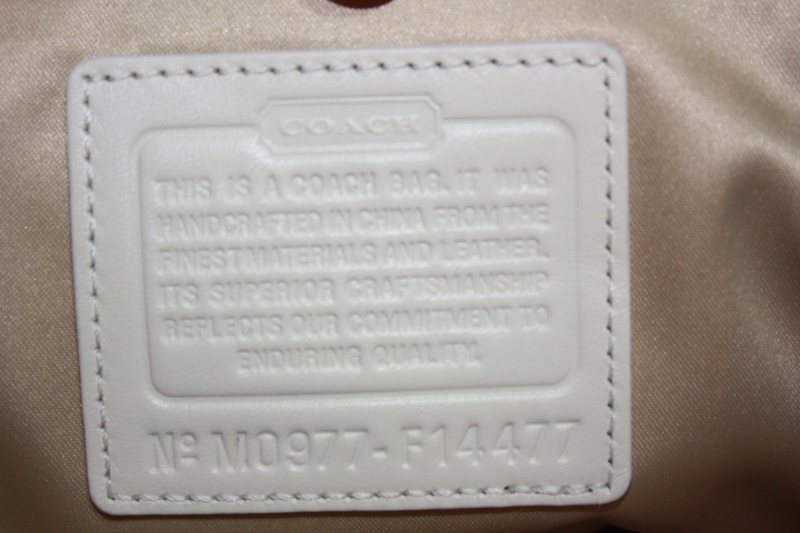 COACH
THIS IS A COACH BAG. IT WAS
HANDCRAFTED IN CHINA FROM THE
FINEST MATERIALS AND LEATHER.
ITS SUPERIOR CRAFTSMANSHIP
REFLECTS OUR COMMITMENT TO
ENDURING QUALITY.
Nº M0977-F14477